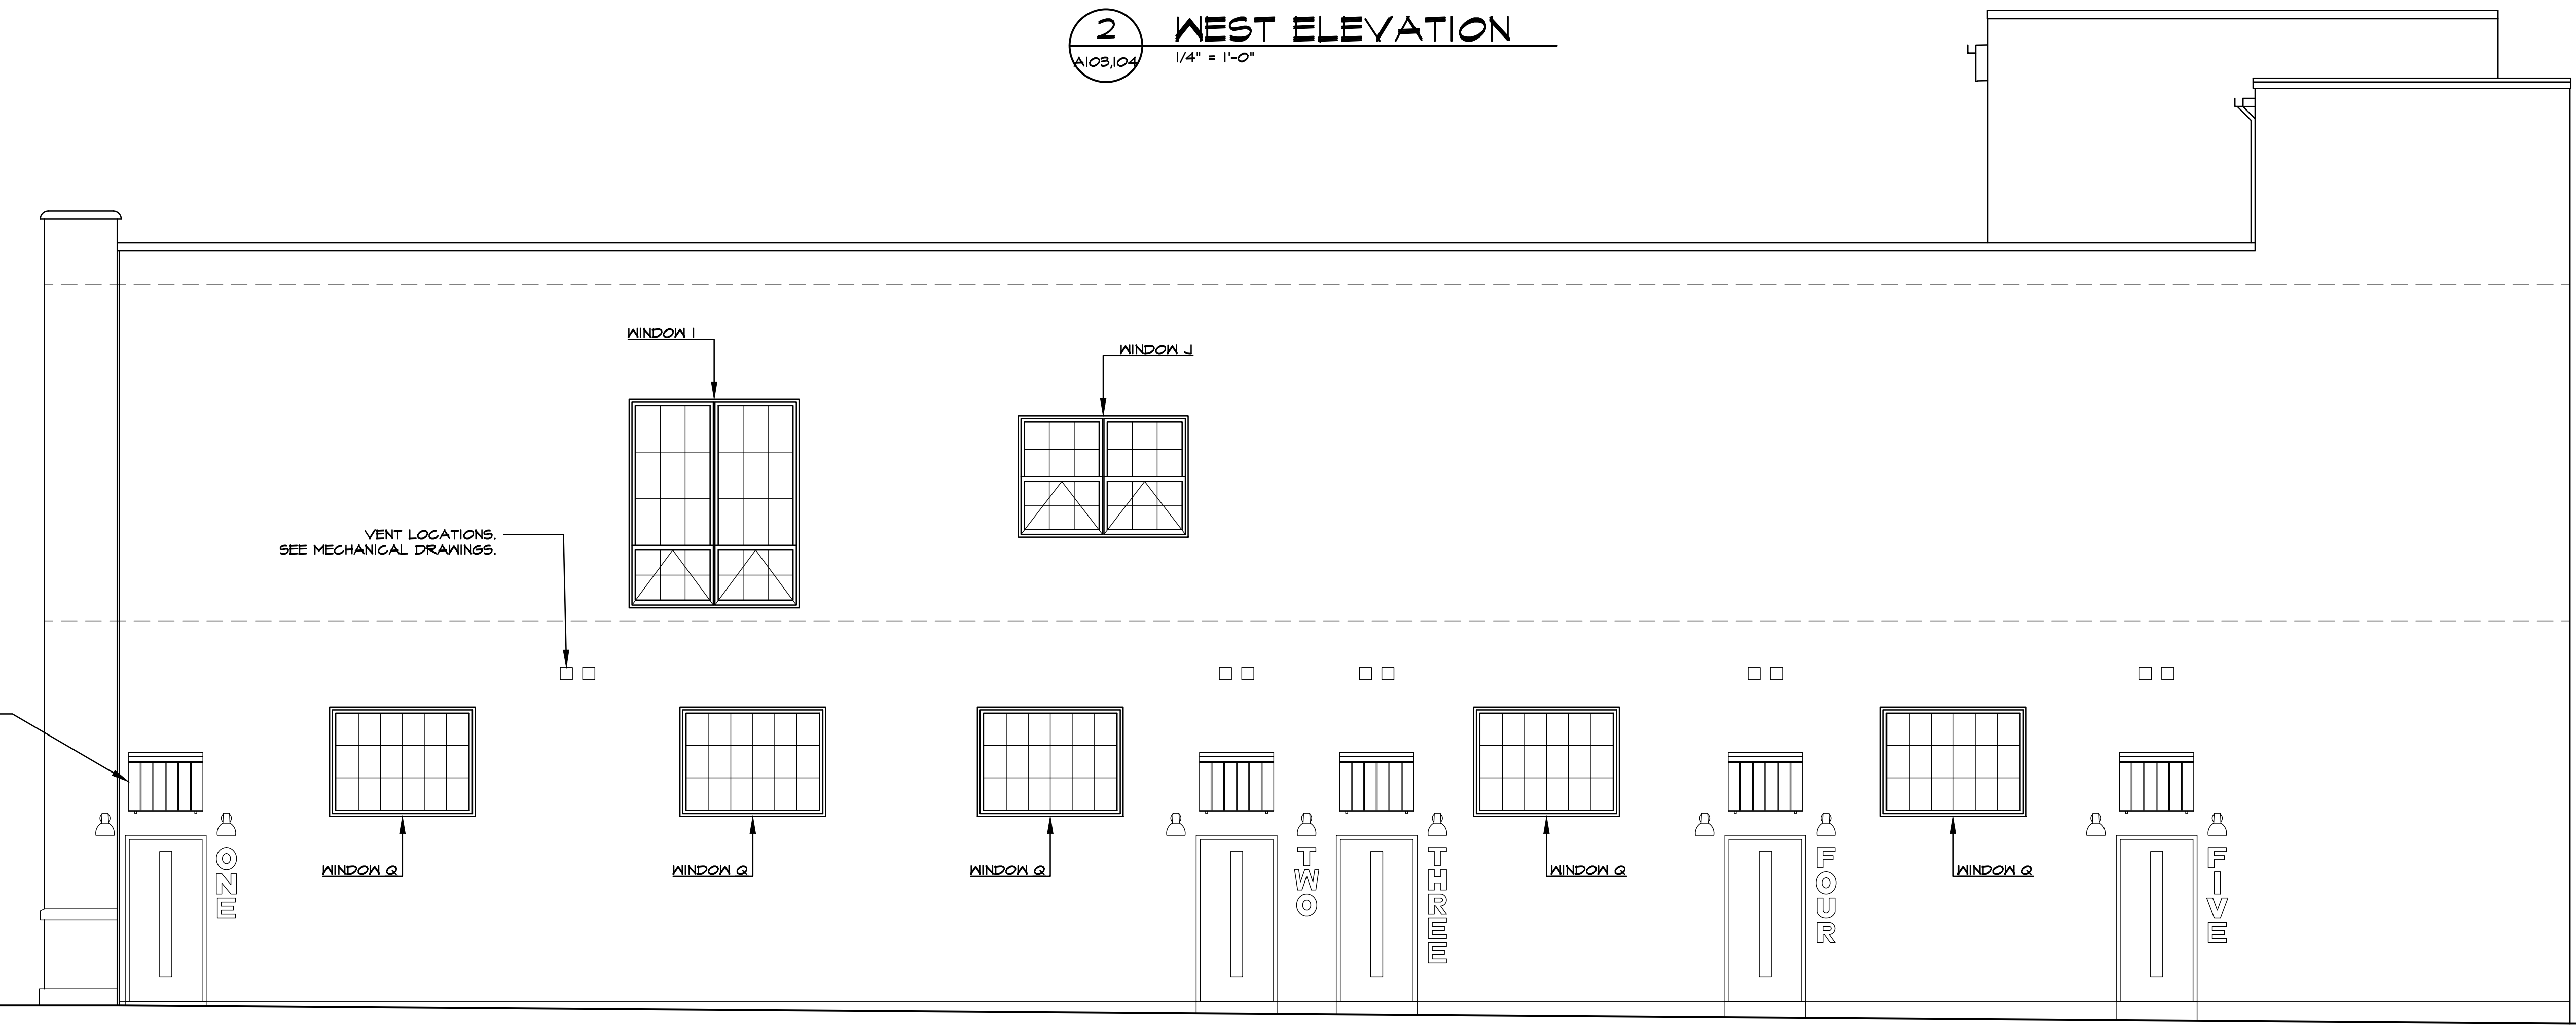 2
A103,104
WEST ELEVATION
1/4" = 1'-0"
WINDOW I
WINDOW J
VENT LOCATIONS.
SEE MECHANICAL DRAWINGS.
WINDOW Q
WINDOW Q
WINDOW Q
WINDOW Q
WINDOW Q
ONE
TWO
THREE
FOUR
FIVE